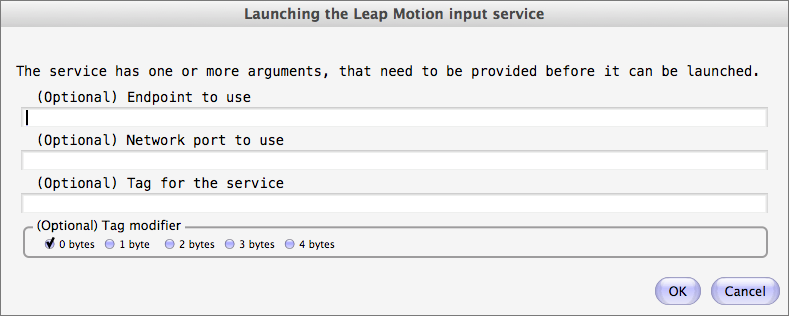 Launching the Leap Motion input service
The service has one or more arguments, that need to be provided before it can be launched.
(Optional) Endpoint to use
(Optional) Network port to use
(Optional) Tag for the service
(Optional) Tag modifier
0 bytes 1 byte 2 bytes 3 bytes 4 bytes
OK Cancel